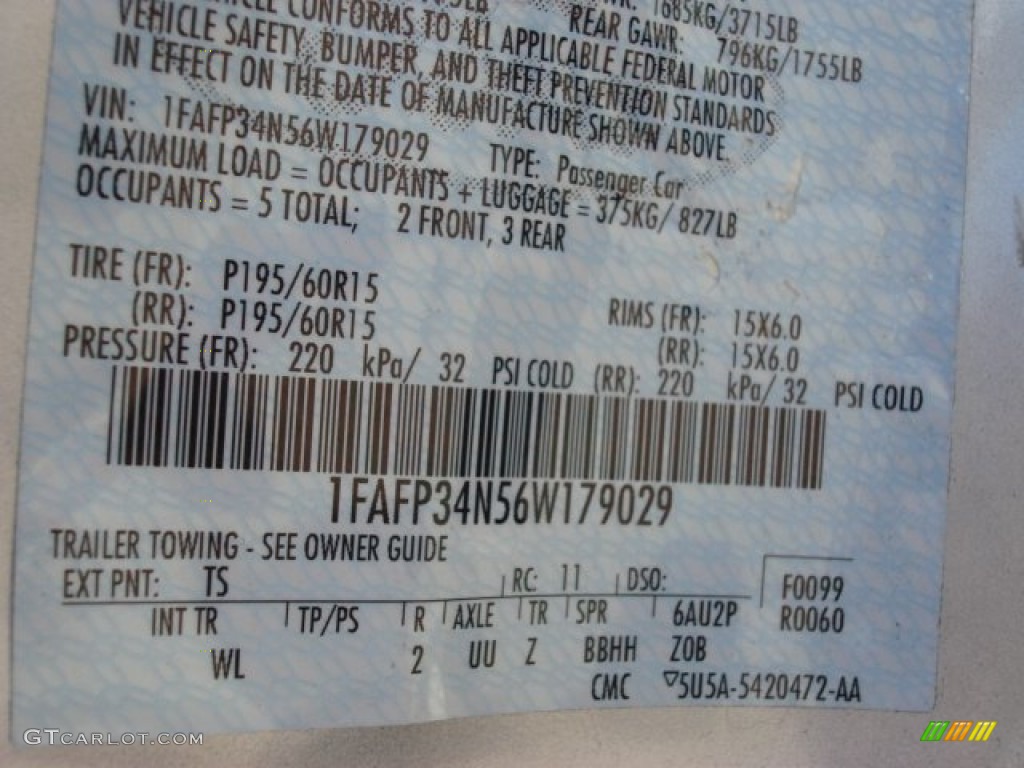 1685KG/3715LB
REAR GAWR: 796KG/1755LB
VEHICLE CONFORMS TO ALL APPLICABLE FEDERAL MOTOR
VEHICLE SAFETY, BUMPER, AND THEFT PREVENTION STANDARDS
IN EFFECT ON THE DATE OF MANUFACTURE SHOWN ABOVE.
VIN: 1FAFP34N56W179029
TYPE: Passenger Car
MAXIMUM LOAD = OCCUPANTS + LUGGAGE = 375KG/ 827LB
OCCUPANTS = 5 TOTAL; 2 FRONT, 3 REAR
TIRE (FR): P195/60R15 RIMS (FR): 15X6.0
(RR): P195/60R15 (RR): 15X6.0
PRESSURE (FR): 220 kPa/ 32 PSI COLD (RR): 220 kPa/ 32 PSI COLD
1FAFP34N56W179029
TRAILER TOWING - SEE OWNER GUIDE
EXT PNT: TS RC: 11 DSO: F0099
INT TR TP/PS R AXLE TR SPR 6AU2P R0060
WL 2 UU Z BBHH ZOB
CMC ▽5U5A-5420472-AA
GTCARLOT.COM